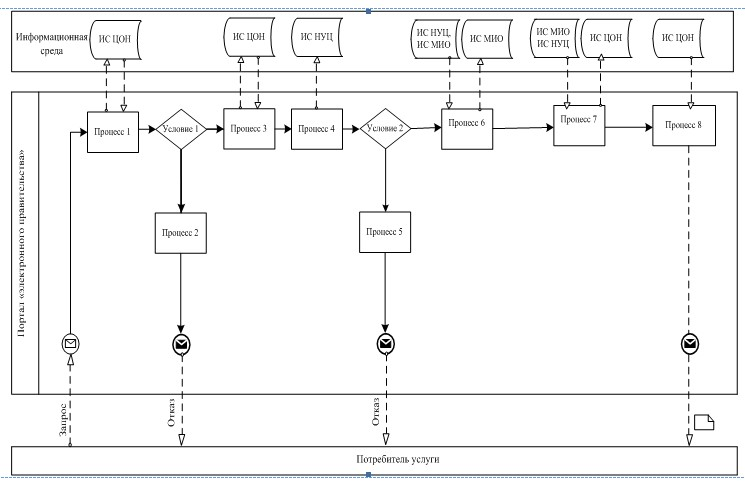 Информационная
среда
ИС ЦОН
ИС ЦОН
ИС НУЦ
ИС НУЦ,
ИС МИО
ИС МИО
ИС МИО
ИС НУЦ
ИС ЦОН
ИС ЦОН
Портал «электронного правительства»
Процесс 1
Условие 1
Процесс 3
Процесс 4
Условие 2
Процесс 6
Процесс 7
Процесс 8
Процесс 2
Процесс 5
Запрос
Отказ
Отказ
Потребитель услуги